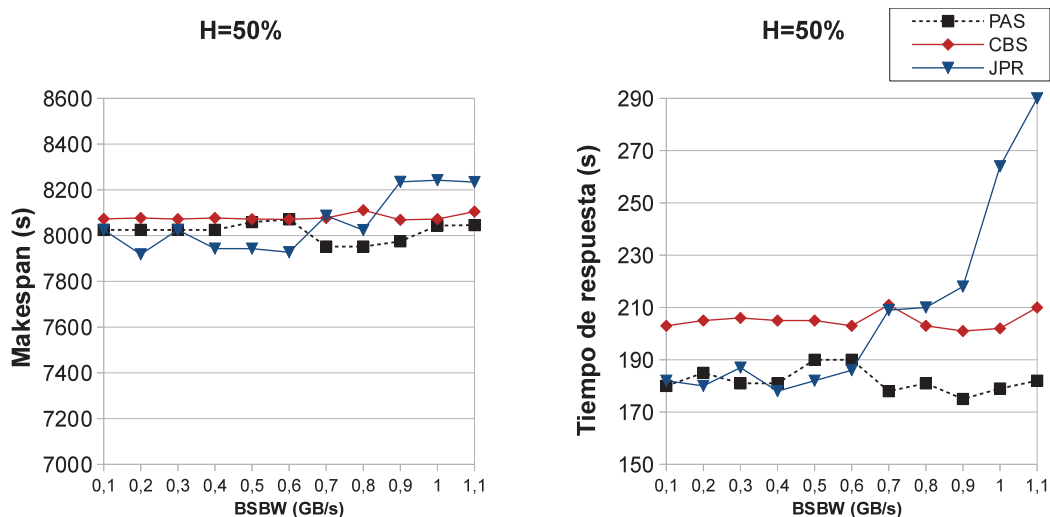 H=50%
Makespan (s)
8600
8400
8200
8000
7800
7600
7400
7200
7000
0,1 0,2 0,3 0,4 0,5 0,6 0,7 0,8 0,9 1 1,1
BSBW (GB/s)
H=50%
PAS
CBS
JPR
Tiempo de respuesta (s)
290
270
250
230
210
190
170
150
0,1 0,2 0,3 0,4 0,5 0,6 0,7 0,8 0,9 1 1,1
BSBW (GB/s)